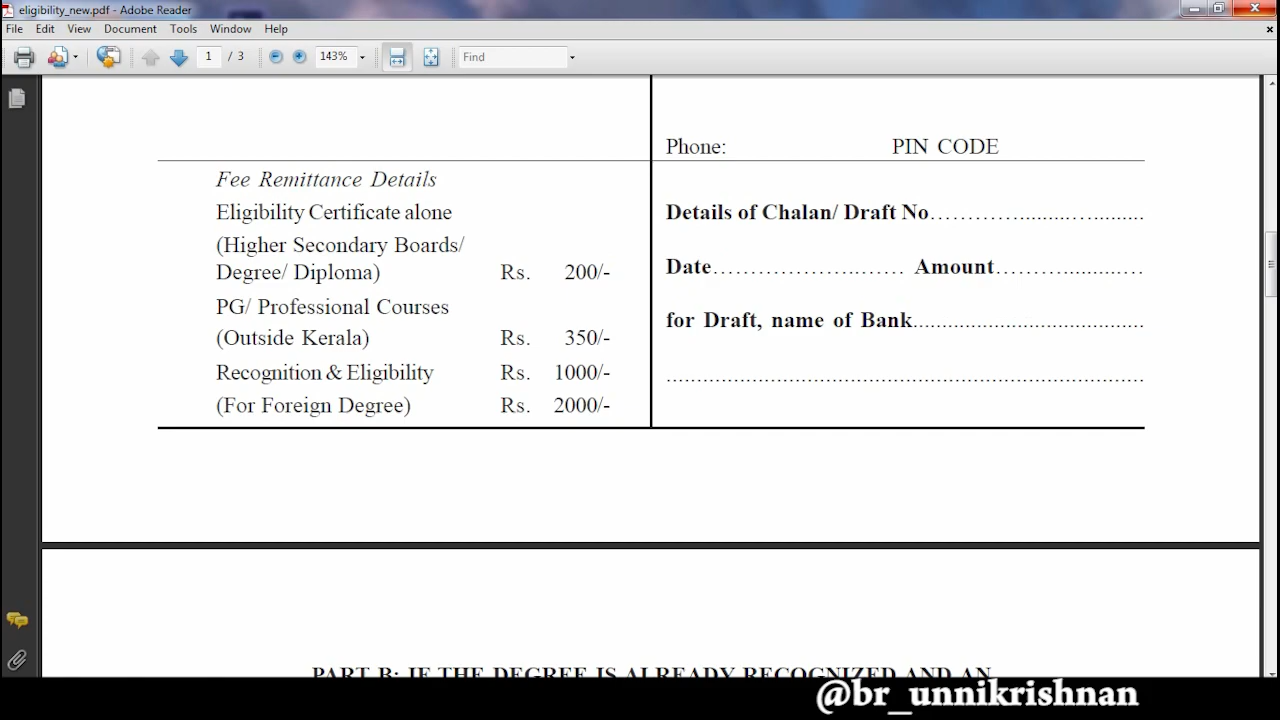 eligibility_new.pdf - Adobe Reader
File Edit View Document Tools Window Help
1 / 3 143% Find
Phone: PIN CODE
Fee Remittance Details
Eligibility Certificate alone
(Higher Secondary Boards/
Degree/ Diploma) Rs. 200/-
PG/ Professional Courses
(Outside Kerala) Rs. 350/-
Recognition & Eligibility Rs. 1000/-
(For Foreign Degree) Rs. 2000/-
Details of Chalan/ Draft No…………..........…..........
Date………………...…… Amount………...........…
for Draft, name of Bank.......................................
................................................................................
PART B: IF THE DEGREE IS ALREADY RECOGNIZED AND AN
@br_unnikrishnan